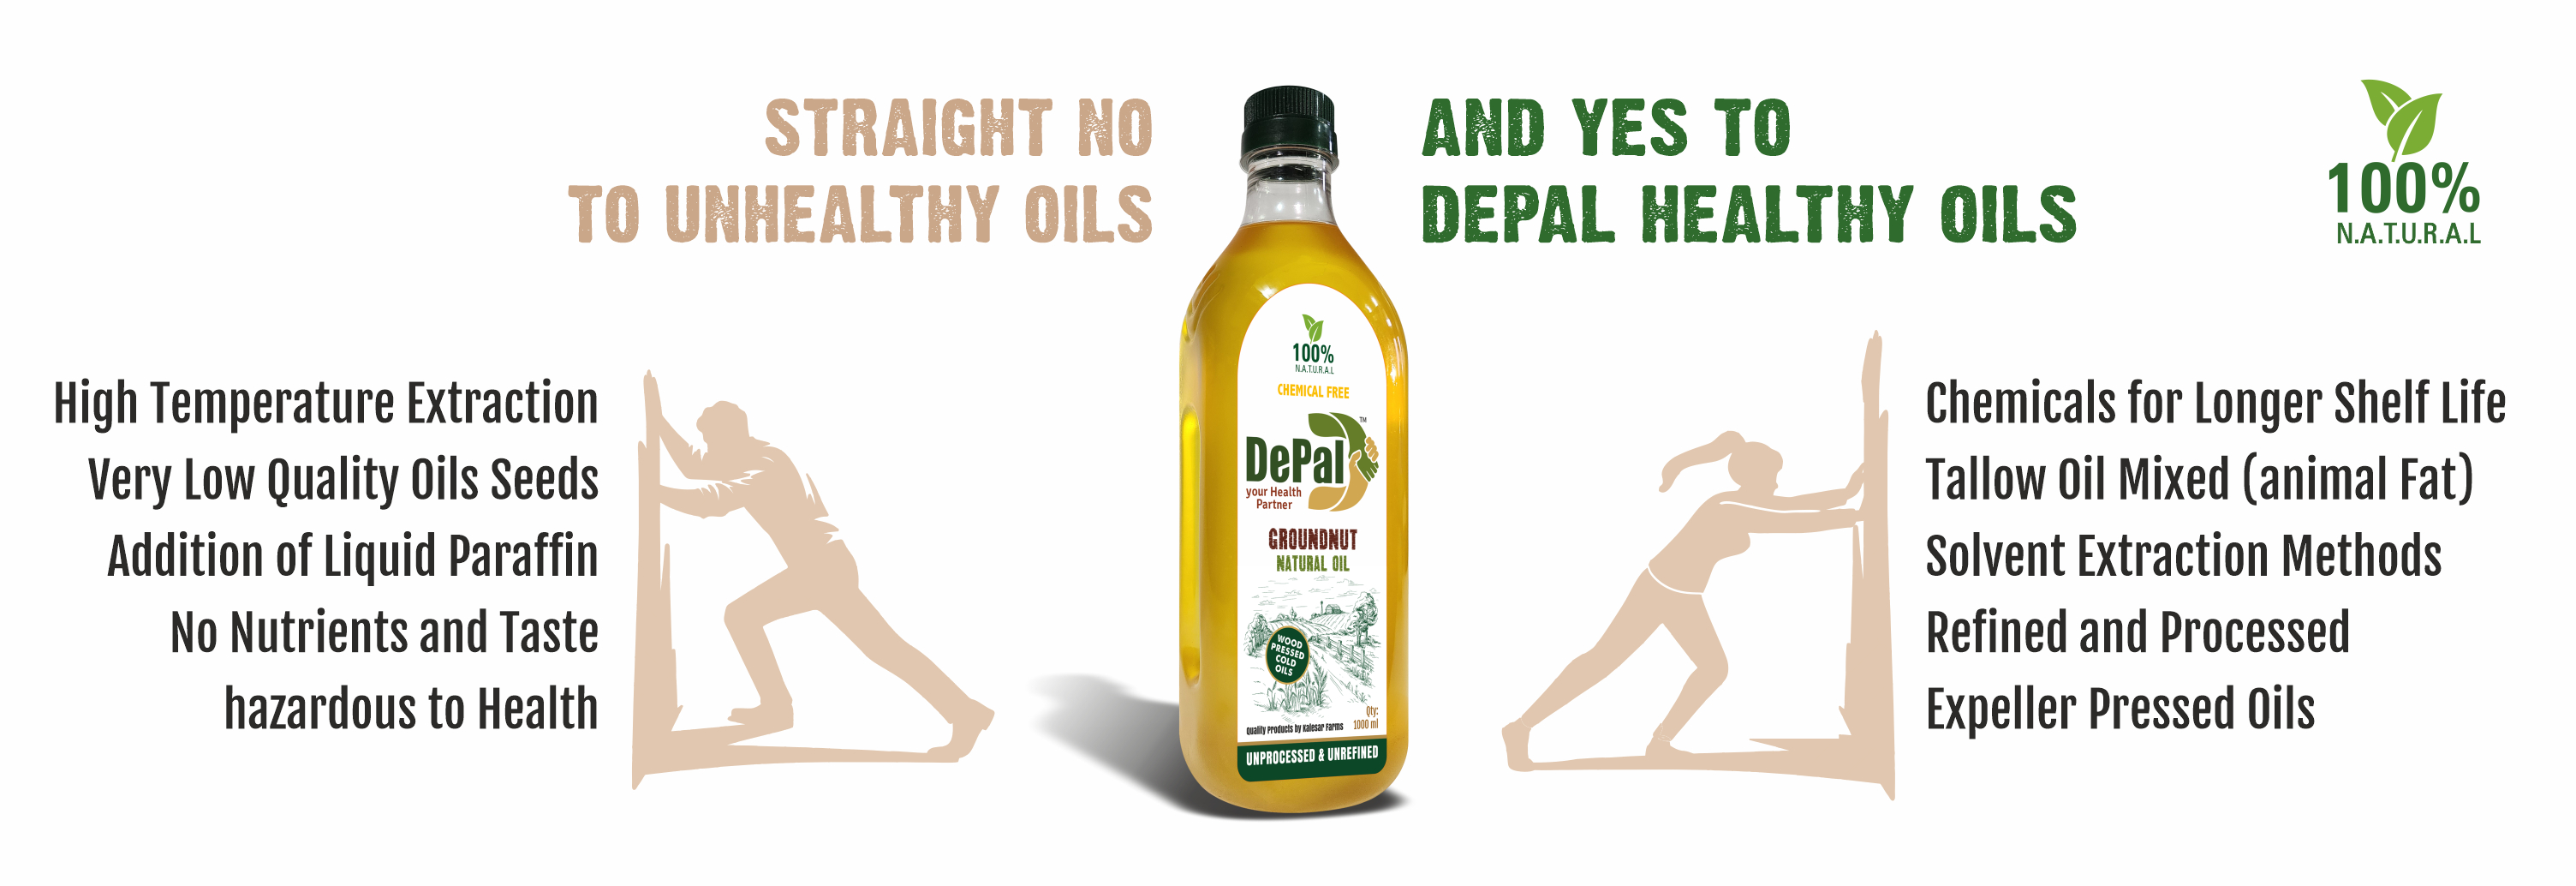 STRAIGHT NO
TO UNHEALTHY OILS
AND YES TO
DEPAL HEALTHY OILS
100%
N.A.T.U.R.A.L
High Temperature Extraction
Very Low Quality Oils Seeds
Addition of Liquid Paraffin
No Nutrients and Taste
hazardous to Health
100%
N.A.T.U.R.A.L
CHEMICAL FREE
DePal
TM
your Health
Partner
GROUNDNUT
NATURAL OIL
WOOD
PRESSED
COLD
OILS
Quality Products by Kalesar Farms
Qty:
1000 ml
UNPROCESSED & UNREFINED
Chemicals for Longer Shelf Life
Tallow Oil Mixed (animal Fat)
Solvent Extraction Methods
Refined and Processed
Expeller Pressed Oils